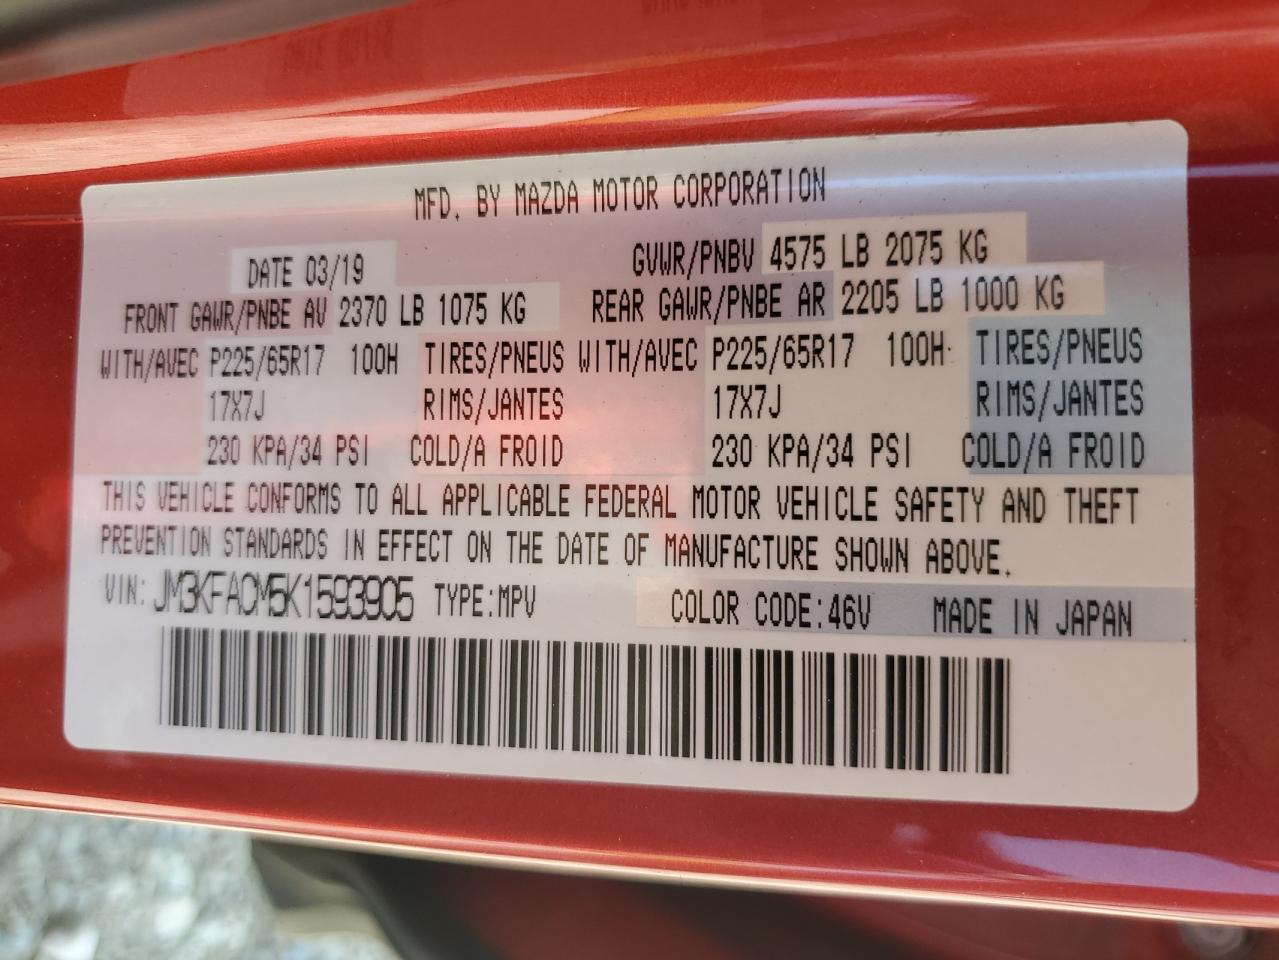 MFD. BY MAZDA MOTOR CORPORATION
DATE 03/19 GVWR/PNBV 4575 LB 2075 KG
FRONT GAWR/PNBE AV 2370 LB 1075 KG REAR GAWR/PNBE AR 2205 LB 1000 KG
WITH/AVEC P225/65R17 100H TIRES/PNEUS WITH/AVEC P225/65R17 100H TIRES/PNEUS
17X7J RIMS/JANTES 17X7J RIMS/JANTES
230 KPA/34 PSI COLD/A FROID 230 KPA/34 PSI COLD/A FROID
THIS VEHICLE CONFORMS TO ALL APPLICABLE FEDERAL MOTOR VEHICLE SAFETY AND THEFT
PREVENTION STANDARDS IN EFFECT ON THE DATE OF MANUFACTURE SHOWN ABOVE.
VIN: JM3KFACM5K1593905 TYPE:MPV COLOR CODE:46V MADE IN JAPAN